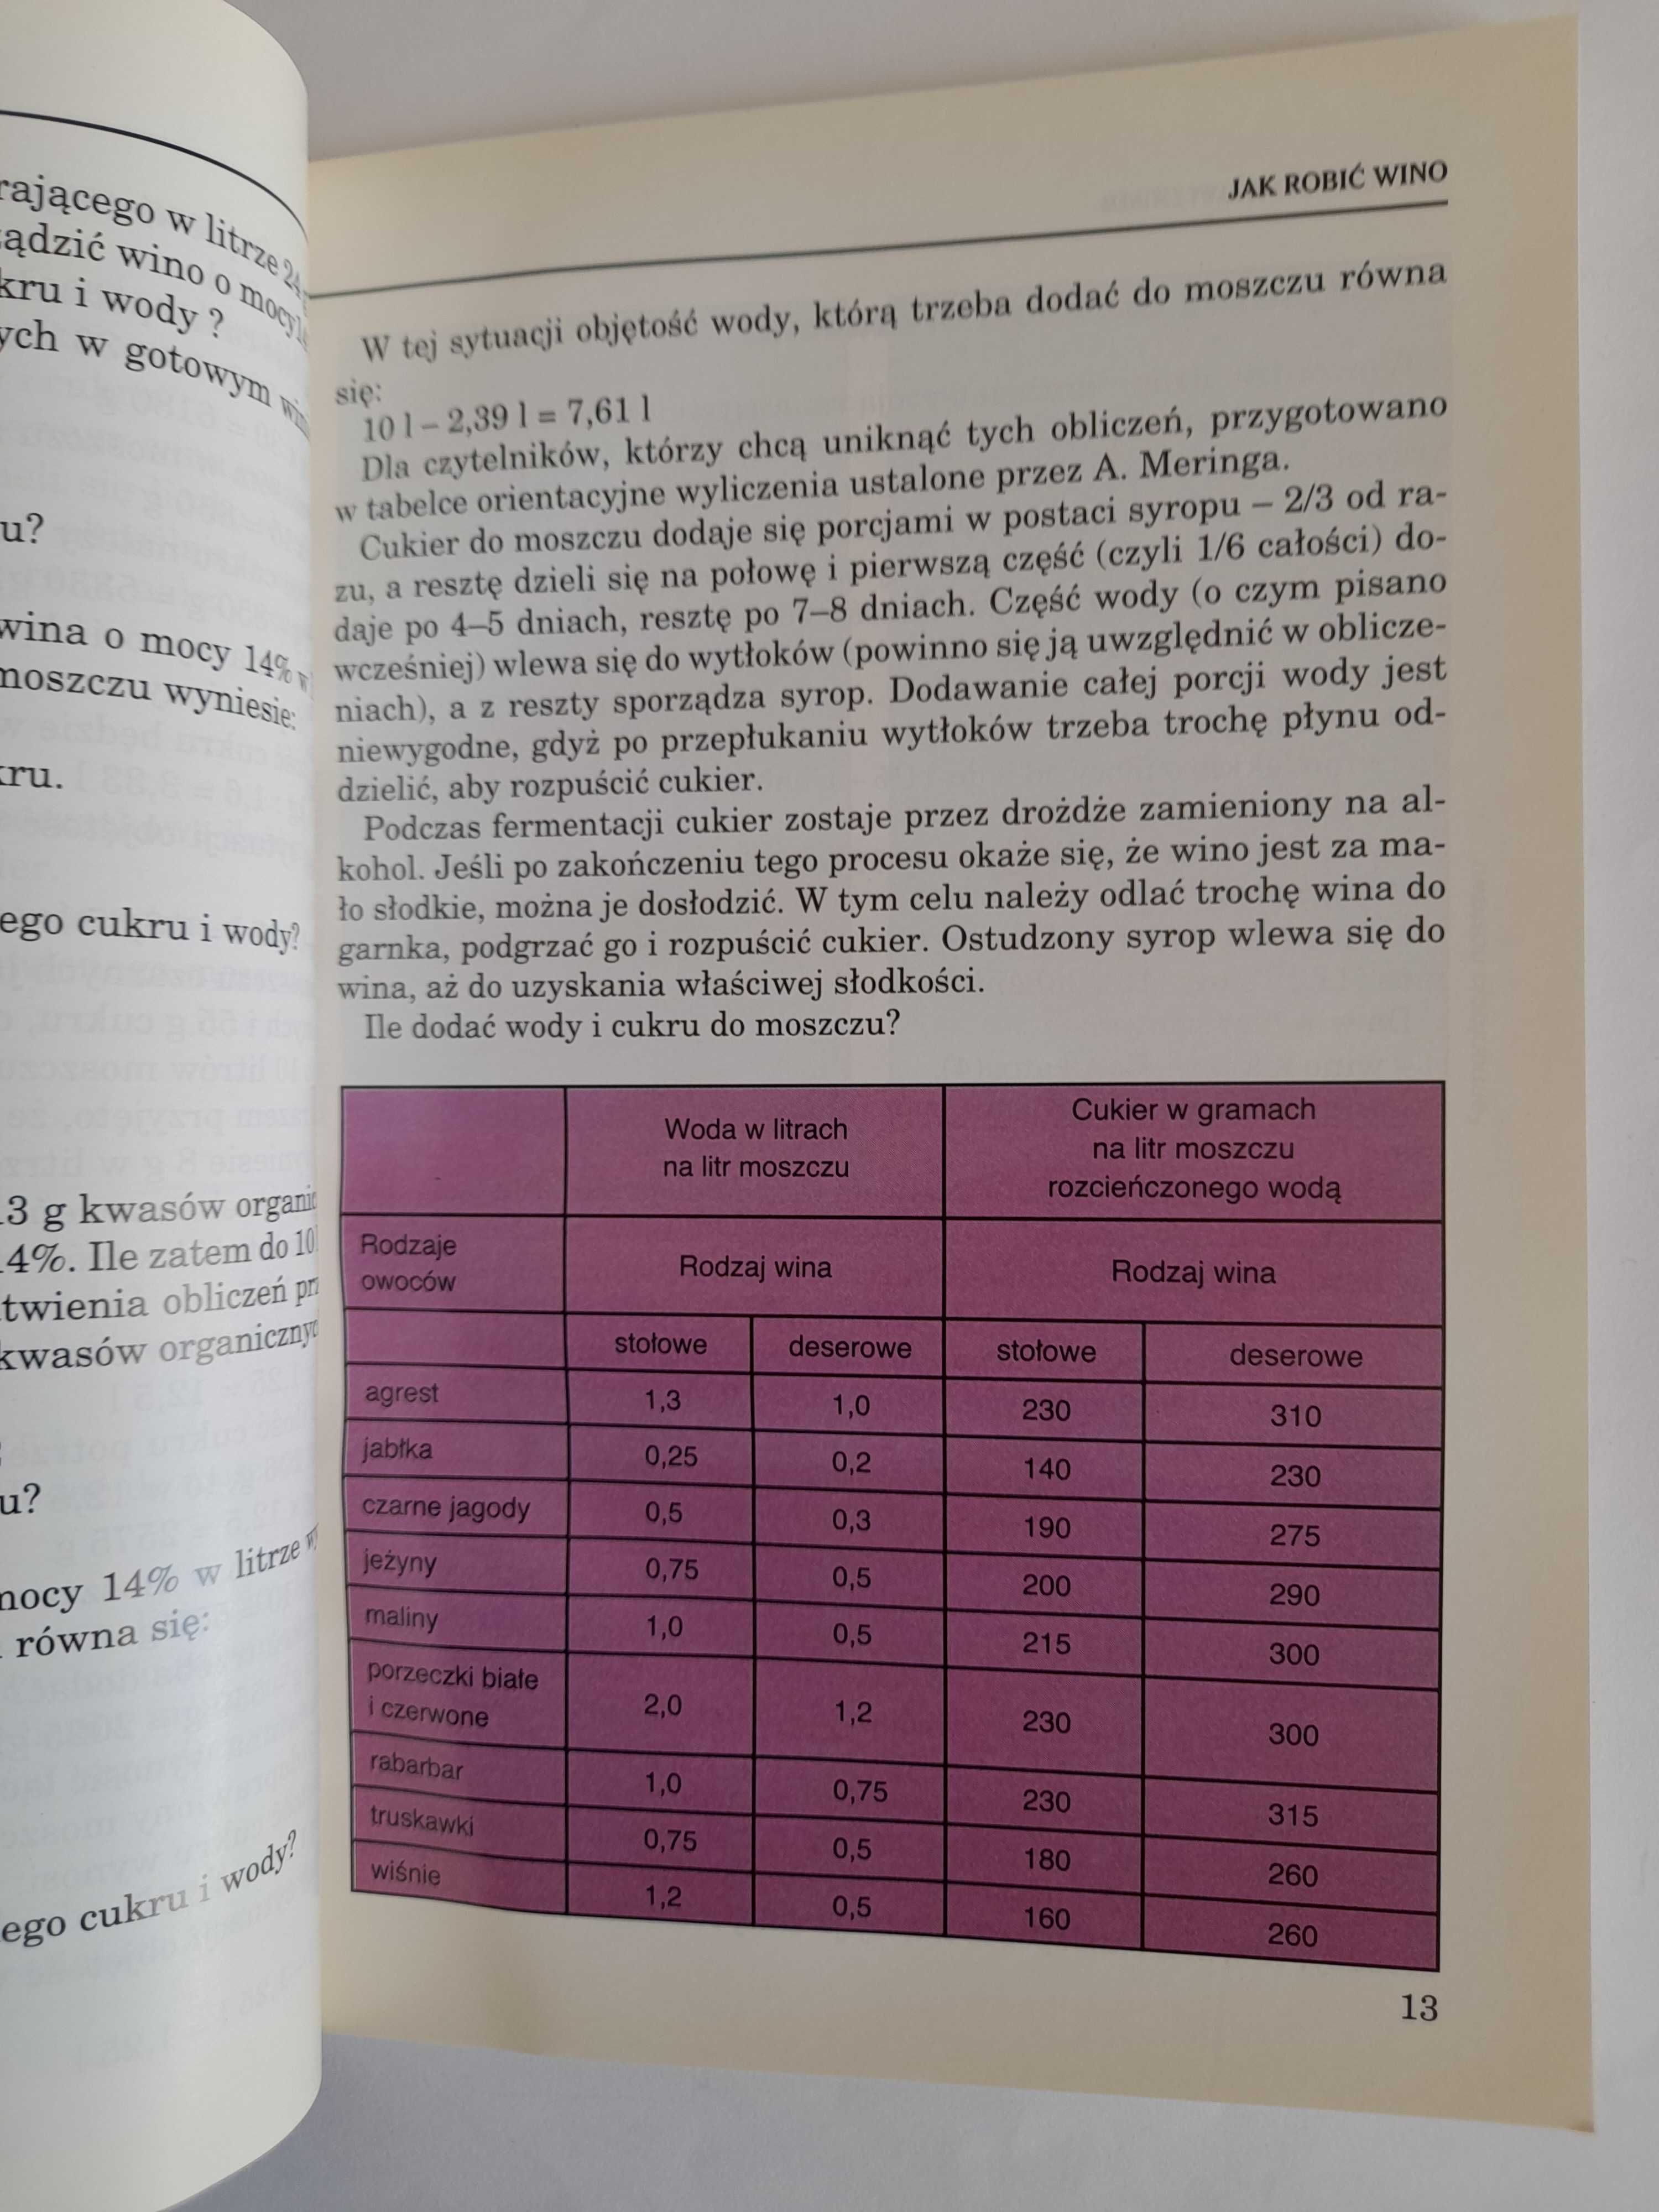 w litrze
wino o
kru i wody ?
w gotowym
u?
wina o mocy 14%
moszczu wyniesie:
ego cukru i wody?
3 g kwasów
4%. Ile zatem do 10
obliczeń
kwasów
u?
mocy 14% w litrze
równa się:
ego cukru i wody?
JAK ROBIĆ WINO
W tej sytuacji objętość wody, którą trzeba dodać do moszczu równa
się:
10 l – 2,39 l = 7,61 l
Dla czytelników, którzy chcą uniknąć tych obliczeń, przygotowano
w tabelce orientacyjne wyliczenia ustalone przez A. Meringa.
Cukier do moszczu dodaje się porcjami w postaci syropu – 2/3 od ra-
zu, a resztę dzieli się na połowę i pierwszą część (czyli 1/6 całości) do-
daje po 4–5 dniach, resztę po 7–8 dniach. Część wody (o czym pisano
wcześniej) wlewa się do wytłoków (powinno się ją uwzględnić w oblicze-
niach), a z reszty sporządza syrop. Dodawanie całej porcji wody jest
niewygodne, gdyż po przepłukaniu wytłoków trzeba trochę płynu od-
dzielić, aby rozpuścić cukier.
Podczas fermentacji cukier zostaje przez drożdże zamieniony na al-
kohol. Jeśli po zakończeniu tego procesu okaże się, że wino jest za ma-
ło słodkie, można je dosłodzić. W tym celu należy odlać trochę wina do
garnka, podgrzać go i rozpuścić cukier. Ostudzony syrop wlewa się do
wina, aż do uzyskania właściwej słodkości.
Ile dodać wody i cukru do moszczu?
Woda w litrach
na litr moszczu
Cukier w gramach
na litr moszczu
rozcieńczonego wodą
Rodzaje
owoców
Rodzaj wina
Rodzaj wina
stołowe deserowe stołowe deserowe
agrest 1,3 1,0 230 310
jabłka 0,25 0,2 140 230
czarne jagody 0,5 0,3 190 275
jeżyny 0,75 0,5 200 290
maliny 1,0 0,5 215 300
porzeczki białe
i czerwone 2,0 1,2 230 300
rabarbar 1,0 0,75 230 315
truskawki 0,75 0,5 180 260
wiśnie 1,2 0,5 160 260
13